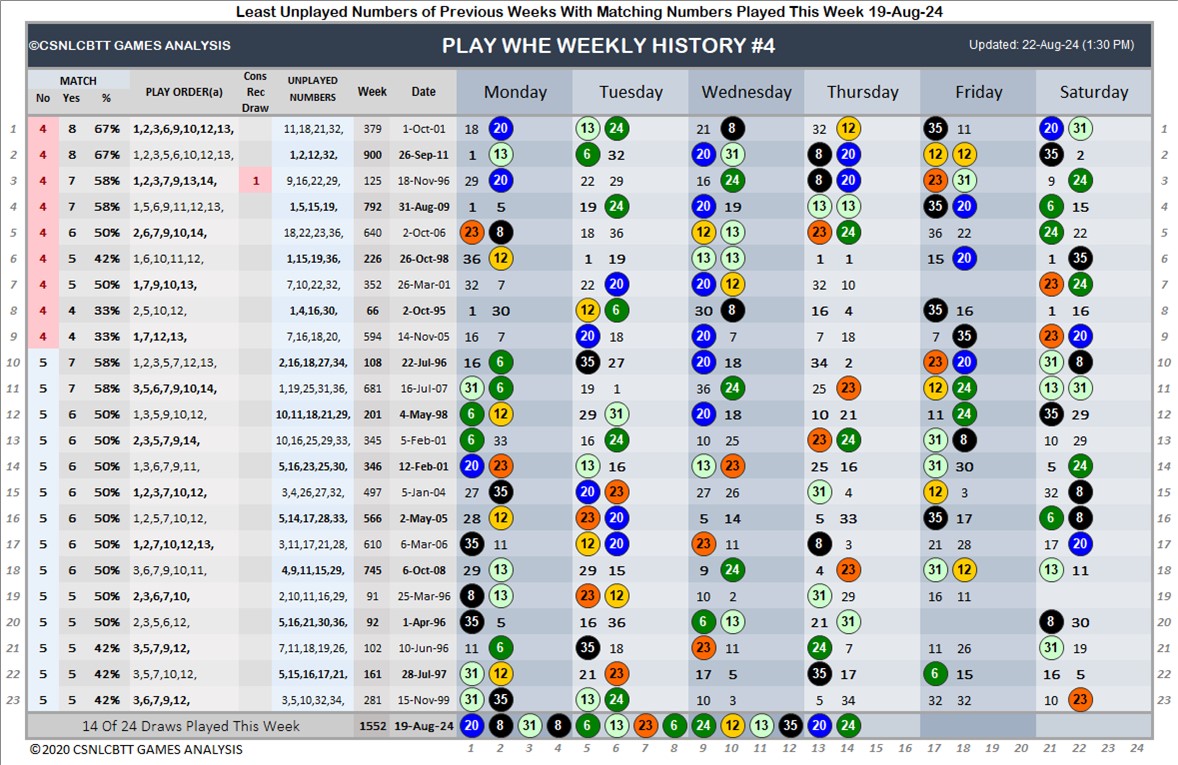 Least Unplayed Numbers of Previous Weeks With Matching Numbers Played This Week 19-Aug-24
©CSNLCBTT GAMES ANALYSIS PLAY WHE WEEKLY HISTORY #4 Updated: 22-Aug-24 (1:30 PM)
MATCH PLAY ORDER(a) Cons Rec Draw UNPLAYED NUMBERS Week Date Monday Tuesday Wednesday Thursday Friday Saturday
No Yes %
1 4 8 67% 1,2,3,6,9,10,12,13, 11,18,21,32, 379 1-Oct-01 18 20 13 24 21 8 32 12 35 11 20 31 1
2 4 8 67% 1,2,3,5,6,10,12,13, 1,2,12,32, 900 26-Sep-11 1 13 6 32 20 31 8 20 12 12 35 2 2
3 4 7 58% 1,2,3,7,9,13,14, 1 9,16,22,29, 125 18-Nov-96 29 20 22 29 16 24 8 20 23 31 9 24 3
4 4 7 58% 1,6,9,11,12,13, 1,5,15,19, 792 31-Aug-09 1 5 19 24 20 19 13 13 35 20 6 15 4
5 4 6 50% 2,6,7,9,10,14, 18,22,23,36, 640 2-Oct-06 23 8 18 36 12 13 23 24 36 22 24 22 5
6 4 5 42% 1,6,10,11,12, 1,15,19,36, 226 26-Oct-98 36 12 1 19 13 13 1 1 15 20 1 35 6
7 4 5 50% 1,7,9,10,13, 7,10,22,32, 352 26-Mar-01 32 7 22 20 20 12 32 10 23 24 7
8 4 4 33% 2,5,10,12, 1,4,16,30, 66 2-Oct-95 1 30 12 6 30 8 16 4 35 16 1 16 8
9 4 4 33% 1,7,12,13, 7,16,18,20, 594 14-Nov-05 16 7 20 18 20 7 7 18 7 35 23 20 9
10 5 7 58% 1,2,3,5,7,12,13, 2,16,18,27,34, 108 22-Jul-96 16 6 35 27 20 18 34 2 23 20 31 8 10
11 5 7 58% 3,5,6,7,9,10,14, 1,19,25,31,36, 681 16-Jul-07 31 6 19 1 36 24 25 23 12 24 13 31 11
12 5 6 50% 1,3,5,9,10,12, 10,11,18,21,29, 201 4-May-98 6 12 29 31 20 18 10 21 11 24 35 29 12
13 5 6 50% 2,3,5,7,9,14, 10,16,25,29,33, 345 5-Feb-01 6 33 16 24 10 25 23 24 31 8 10 29 13
14 5 6 50% 1,3,6,7,9,11, 5,16,23,25,30, 346 12-Feb-01 20 23 13 16 13 23 25 16 31 30 5 24 14
15 5 6 50% 1,2,3,7,10,12, 3,4,26,27,32, 497 5-Jan-04 27 35 20 23 27 26 31 4 12 3 32 8 15
16 5 6 50% 1,2,5,7,10,12, 5,14,17,28,33, 566 2-May-05 28 12 23 20 5 14 5 33 35 17 6 8 16
17 5 6 50% 1,2,7,10,12,13, 3,11,17,21,28, 610 6-Mar-06 35 11 12 20 23 11 8 3 21 28 17 20 17
18 5 6 50% 3,6,7,9,10,11, 4,9,11,15,29, 745 6-Oct-08 29 13 29 15 9 24 4 23 31 12 13 11 18
19 5 5 50% 2,3,6,7,10, 2,10,11,16,29, 91 25-Mar-96 8 13 23 12 10 2 31 29 16 11 19
20 5 5 50% 2,3,5,6,12, 5,16,21,30,36, 92 1-Apr-96 35 5 16 36 6 13 21 31 8 30 20
21 5 5 42% 3,5,7,9,12, 7,11,18,19,26, 102 10-Jun-96 11 6 35 18 23 11 24 7 11 26 31 19 21
22 5 5 42% 3,5,7,10,12, 5,15,16,17,21, 161 28-Jul-97 31 12 21 23 17 5 35 17 6 15 16 5 22
23 5 5 42% 3,6,7,9,12, 3,5,10,32,34, 281 15-Nov-99 31 35 13 24 10 3 5 34 32 32 10 23 23
14 Of 24 Draws Played This Week 1552 19-Aug-24 20 8 31 8 6 13 23 6 24 12 13 35 20 24
© 2020 CSNLCBTT GAMES ANALYSIS 1 2 3 4 5 6 7 8 9 10 11 12 13 14 15 16 17 18 19 20 21 22 23 24